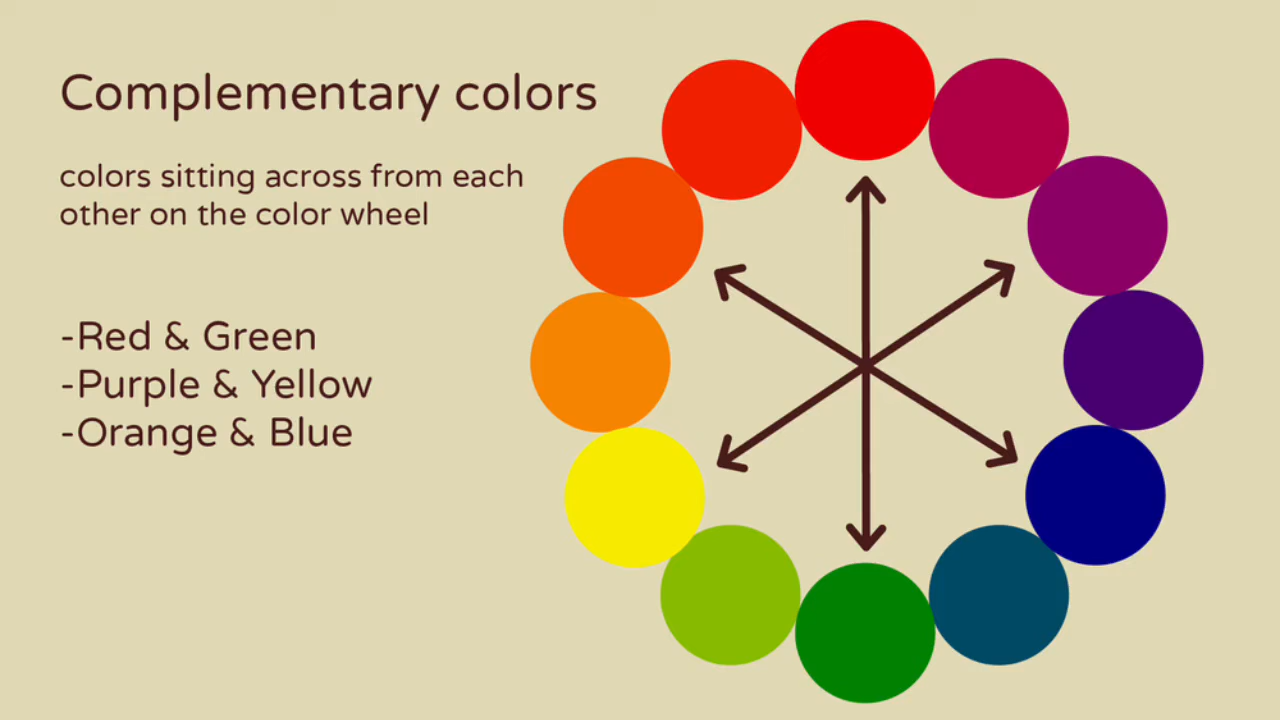 Complementary colors
colors sitting across from each
other on the color wheel
-Red & Green
-Purple & Yellow
-Orange & Blue